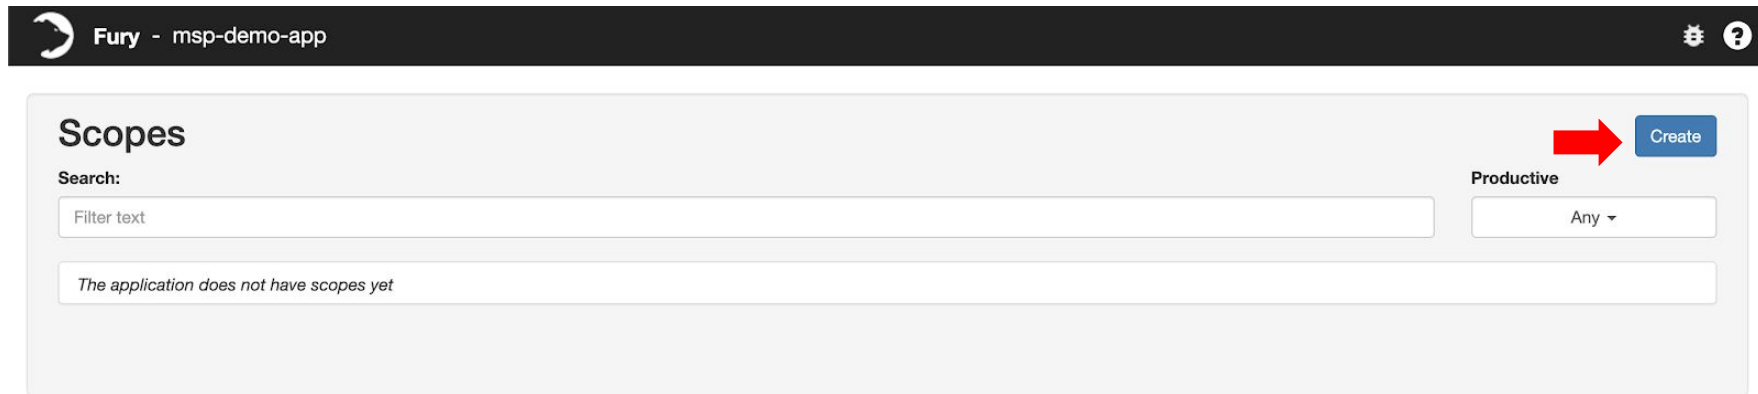 Fury - msp-demo-app
?
Scopes
Create
Search:
Productive
Filter text
Any
The application does not have scopes yet